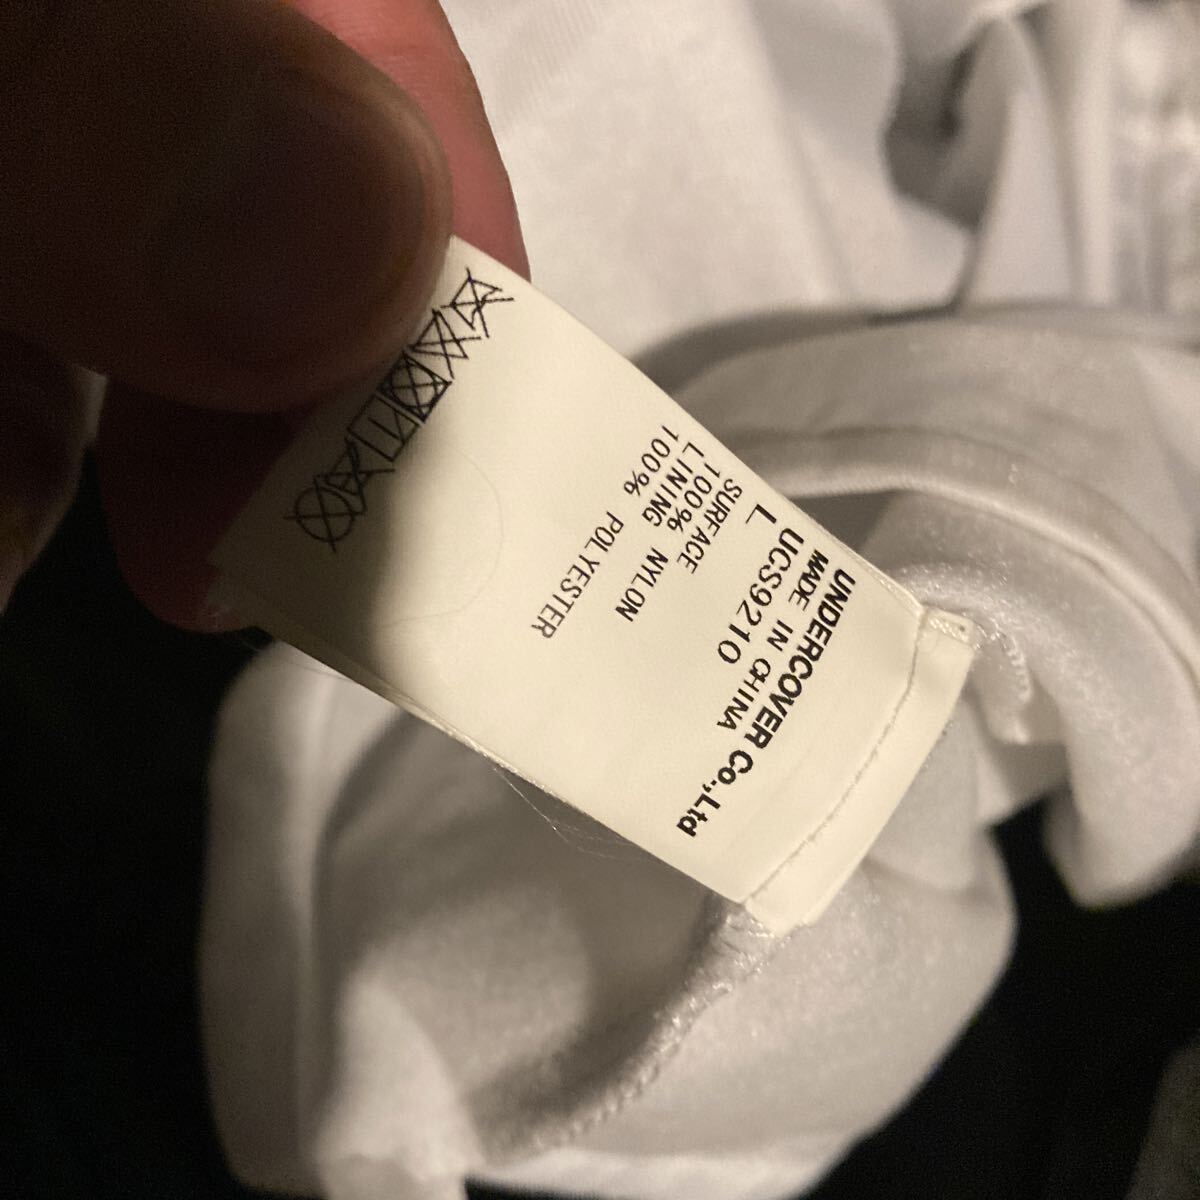 UNDERCOVER Co.,Ltd
MADE IN CHINA
UCS9210
L
SURFACE
100% NYLON
LINING
100% POLYESTER